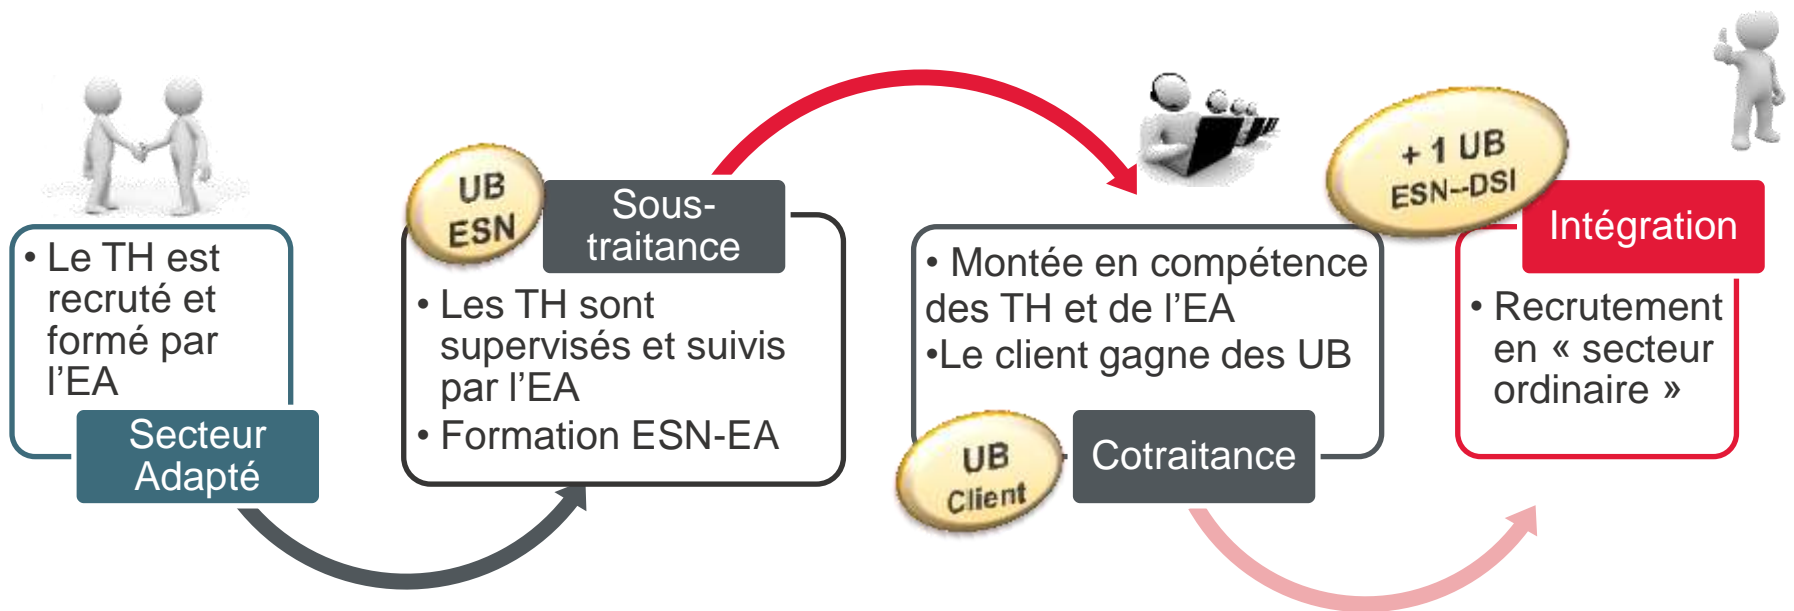 • Le TH est
recruté et
formé par
l’EA
Secteur
Adapté
UB
ESN
Sous-
traitance
• Les TH sont
supervisés et suivis
par l’EA
• Formation ESN-EA
• Montée en compétence
des TH et de l’EA
•Le client gagne des UB
UB
Client
Cotraitance
+ 1 UB
ESN--DSI
Intégration
• Recrutement
en « secteur
ordinaire »